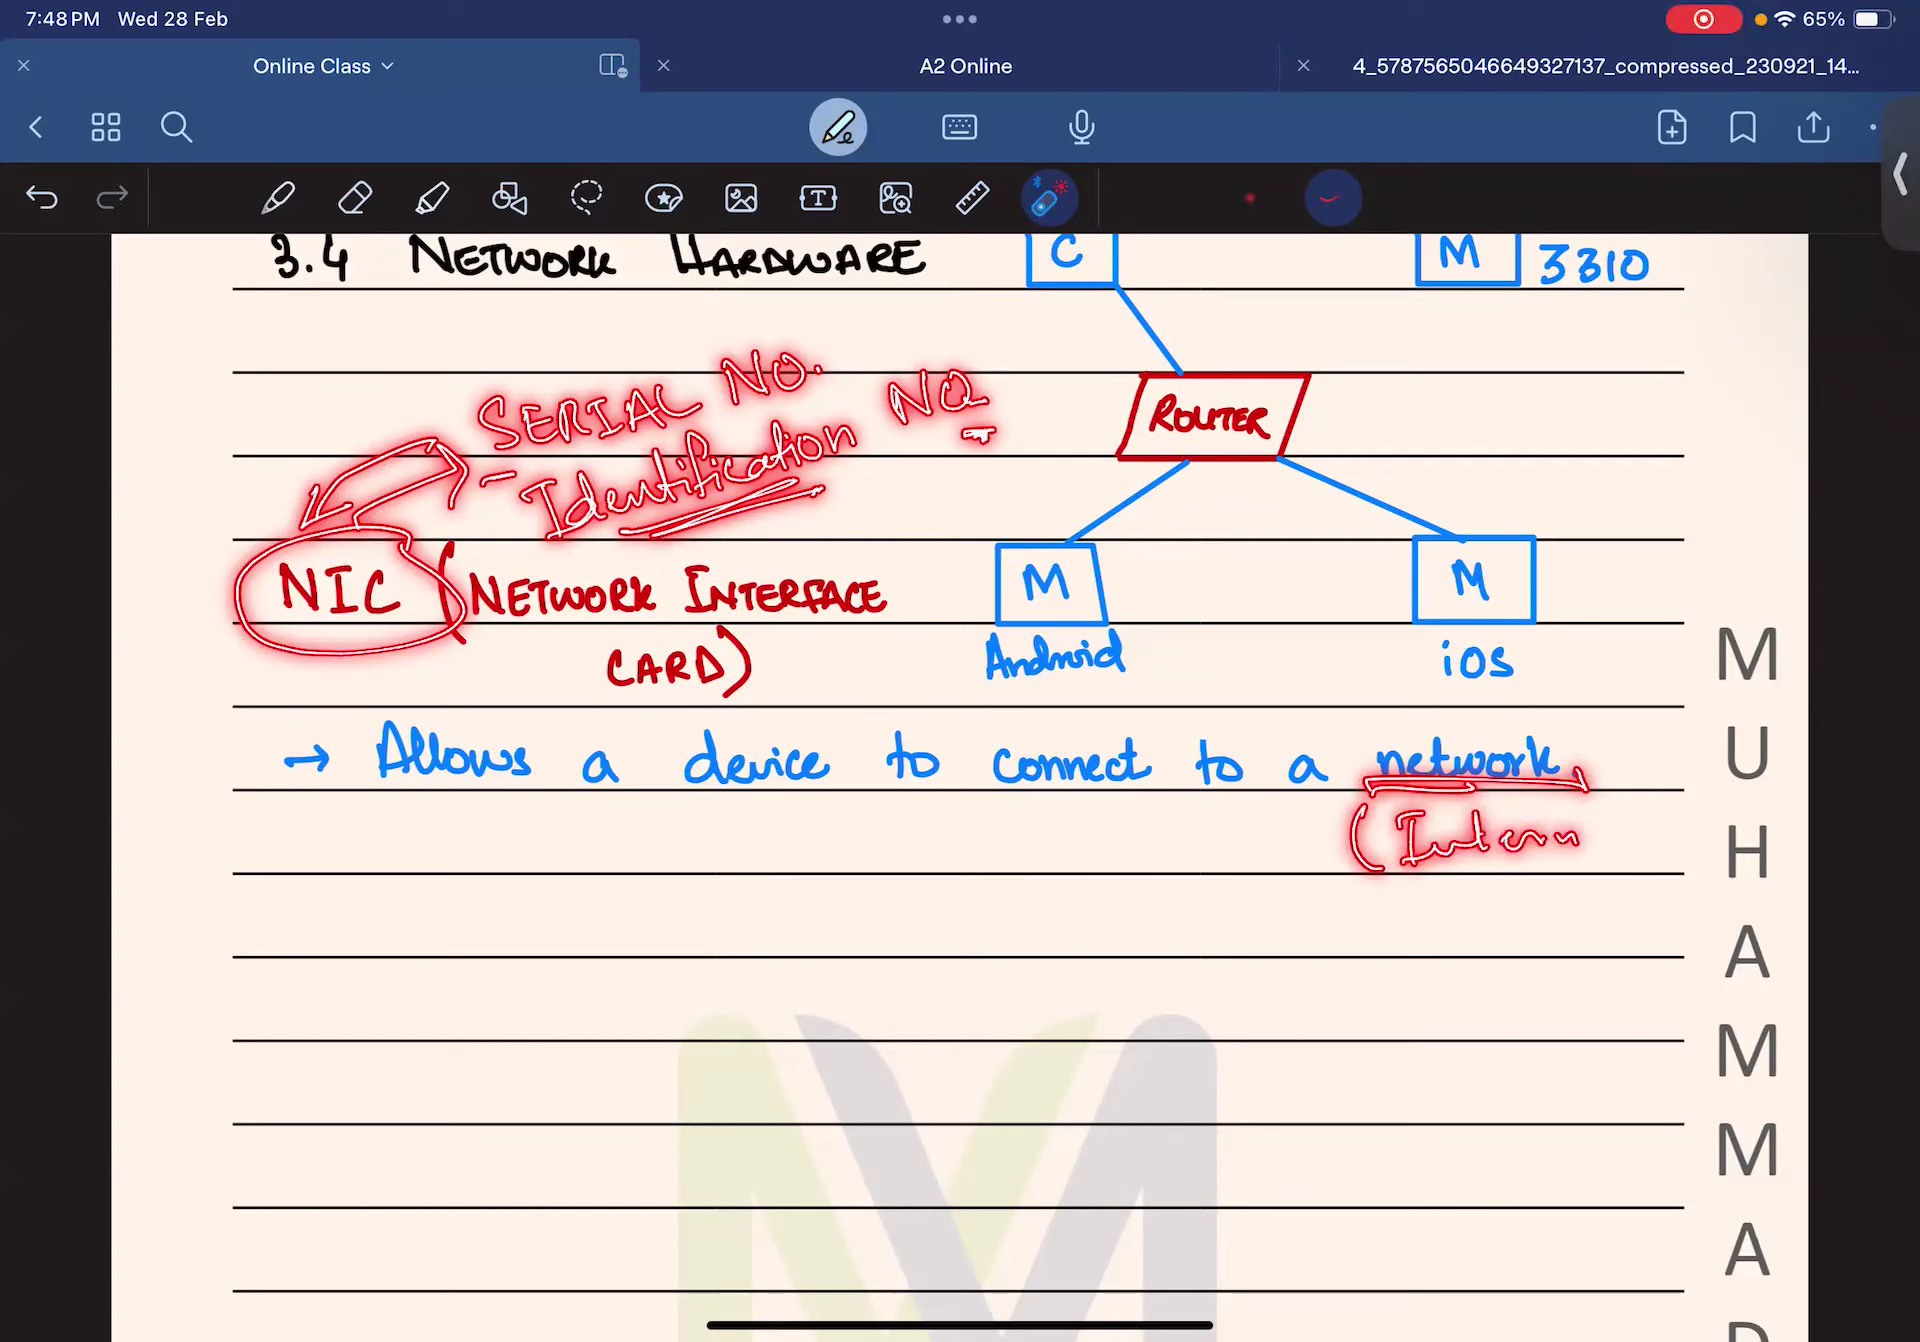 7:48 PM Wed 28 Feb
65%
Online Class
A2 Online
4_5787565046649327137_compressed_230921_14...
3.4 NETWORK HARDWARE
C
M 3310
SERIAL No.
Identification No
ROUTER
NIC (NETWORK INTERFACE
CARD)
M
Android
M
iOS
→ Allows a device to connect to a network
(Intern
M
U
H
A
M
M
A